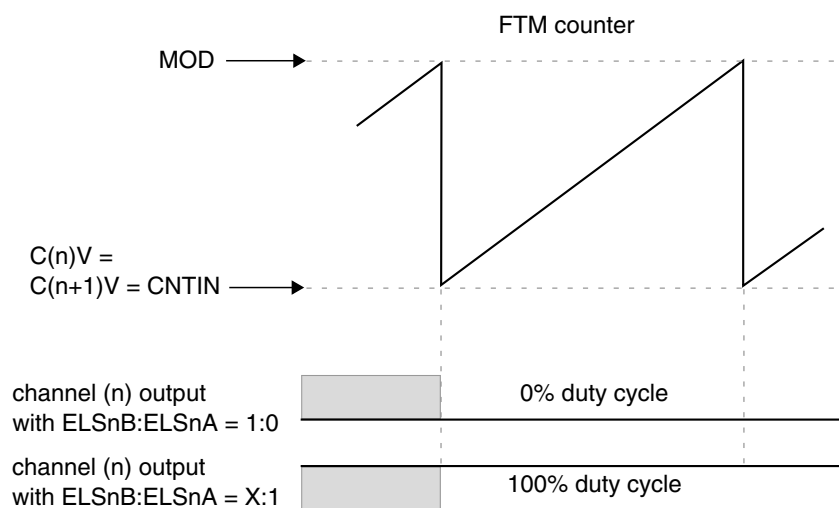 FTM counter
MOD
C(n)V =
C(n+1)V = CNTIN
channel (n) output
with ELSnB:ELSnA = 1:0
0% duty cycle
channel (n) output
with ELSnB:ELSnA = X:1
100% duty cycle